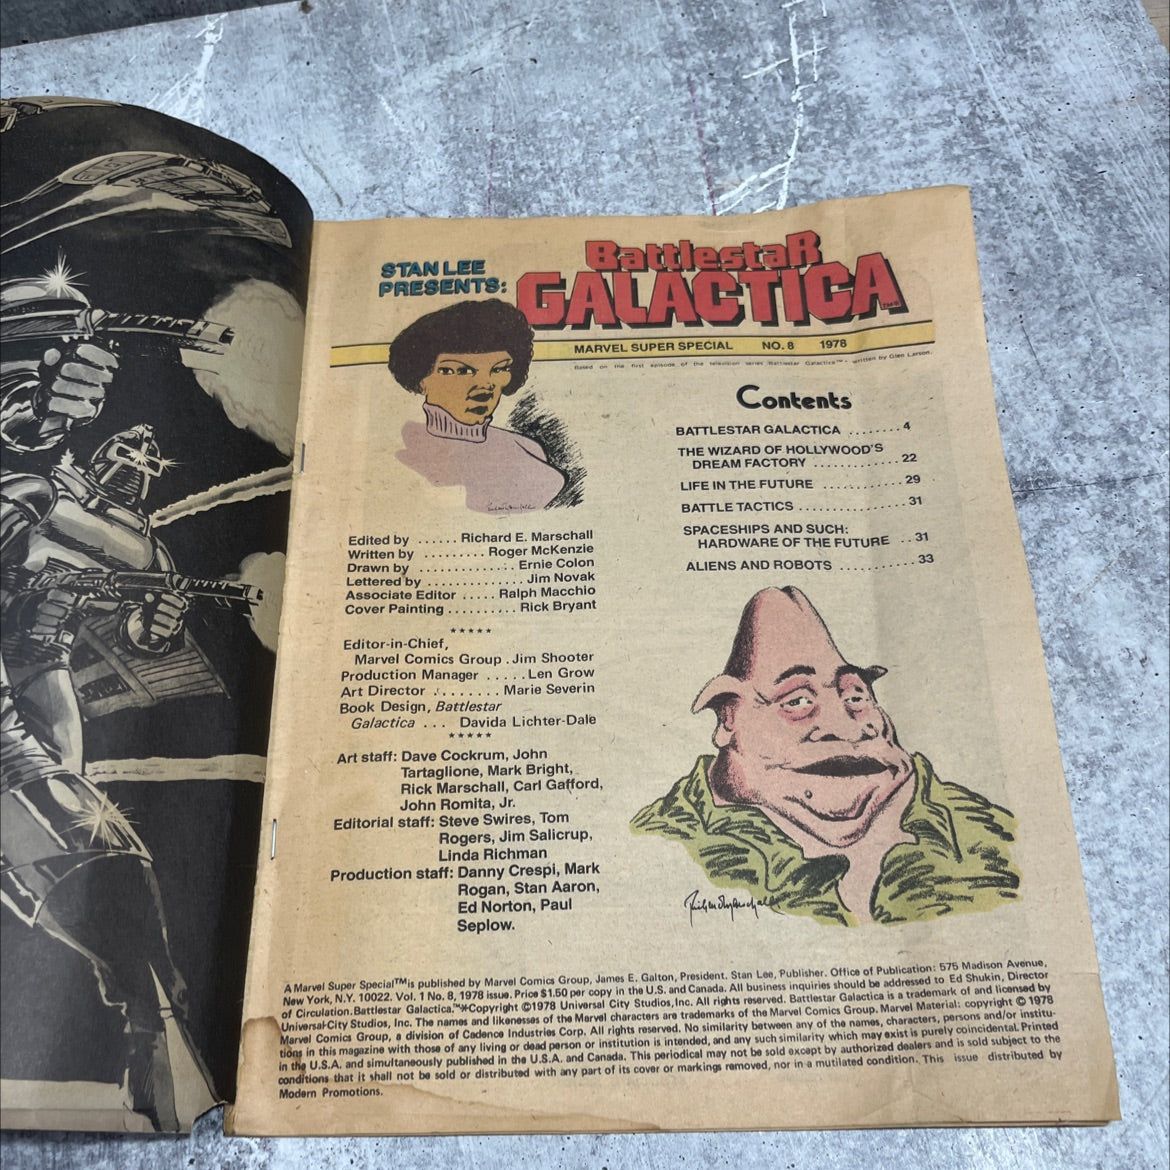 STAN LEE
PRESENTS:
Battlestar
GALACTICA
MARVEL SUPER SPECIAL NO. 8 1978
Based on the first episode of the television series Battlestar Galactica™ - written by Glen Larson.
Contents
BATTLESTAR GALACTICA ........4
THE WIZARD OF HOLLYWOOD'S
DREAM FACTORY ............22
LIFE IN THE FUTURE ............29
BATTLE TACTICS ...............31
SPACESHIPS AND SUCH:
HARDWARE OF THE FUTURE ..31
ALIENS AND ROBOTS ..........33
Edited by ...... Richard E. Marschall
Written by ......... Roger McKenzie
Drawn by ............. Ernie Colon
Lettered by ............. Jim Novak
Associate Editor ..... Ralph Macchio
Cover Painting .......... Rick Bryant
*****
Editor-in-Chief,
Marvel Comics Group . Jim Shooter
Production Manager ..... Len Grow
Art Director ......... Marie Severin
Book Design, Battlestar
Galactica ... Davida Lichter-Dale
*****
Art staff: Dave Cockrum, John
Tartaglione, Mark Bright,
Rick Marschall, Carl Gafford,
John Romita, Jr.
Editorial staff: Steve Swires, Tom
Rogers, Jim Salicrup,
Linda Richman
Production staff: Danny Crespi, Mark
Rogan, Stan Aaron,
Ed Norton, Paul
Seplow.
A Marvel Super Special™ is published by Marvel Comics Group, James E. Galton, President. Stan Lee, Publisher. Office of Publication: 575 Madison Avenue,
New York, N.Y. 10022. Vol. 1 No. 8, 1978 issue. Price $1.50 per copy in the U.S. and Canada. All business inquiries should be addressed to Ed Shukin, Director
of Circulation. Battlestar Galactica.™* Copyright ©1978 Universal City Studios, Inc. All rights reserved. Battlestar Galactica is a trademark of and licensed by
Universal City Studios, Inc. The names and likenesses of the Marvel characters are trademarks of the Marvel Comics Group. Marvel Material: copyright © 1978
Marvel Comics Group, a division of Cadence Industries Corp. All rights reserved. No similarity between any of the names, characters, persons and/or institu-
tions in this magazine with those of any living or dead person or institution is intended, and any such similarity which may exist is purely coincidental. Printed
in the U.S.A. and simultaneously published in the U.S.A. and Canada. This periodical may not be sold except by authorized dealers and is sold subject to the
conditions that it shall not be sold or distributed with any part of its cover or markings removed, nor in a mutilated condition. This issue distributed by
Modern Promotions.